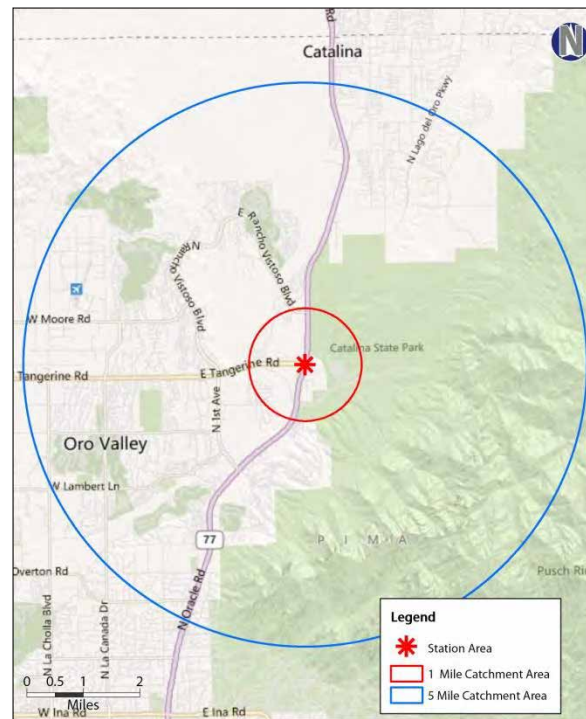 Rd
Catalina
N
N Lago del Oro Pkwy
E Rancho Vistoso Blvd
N Rancho Vistoso Blvd
W Moore Rd
Catalina State Park
E Tangerine Rd
Tangerine Rd
N 1st Ave
Oro Valley
W Lambert Ln
77
P I M A
Overton Rd
Pusch Ri
N Oracle Rd
N La Cholla Blvd
N La Canada Dr
Legend
Station Area
1 Mile Catchment Area
5 Mile Catchment Area
0 0.5 1 2
Miles
W Ina Rd
E Ina Rd